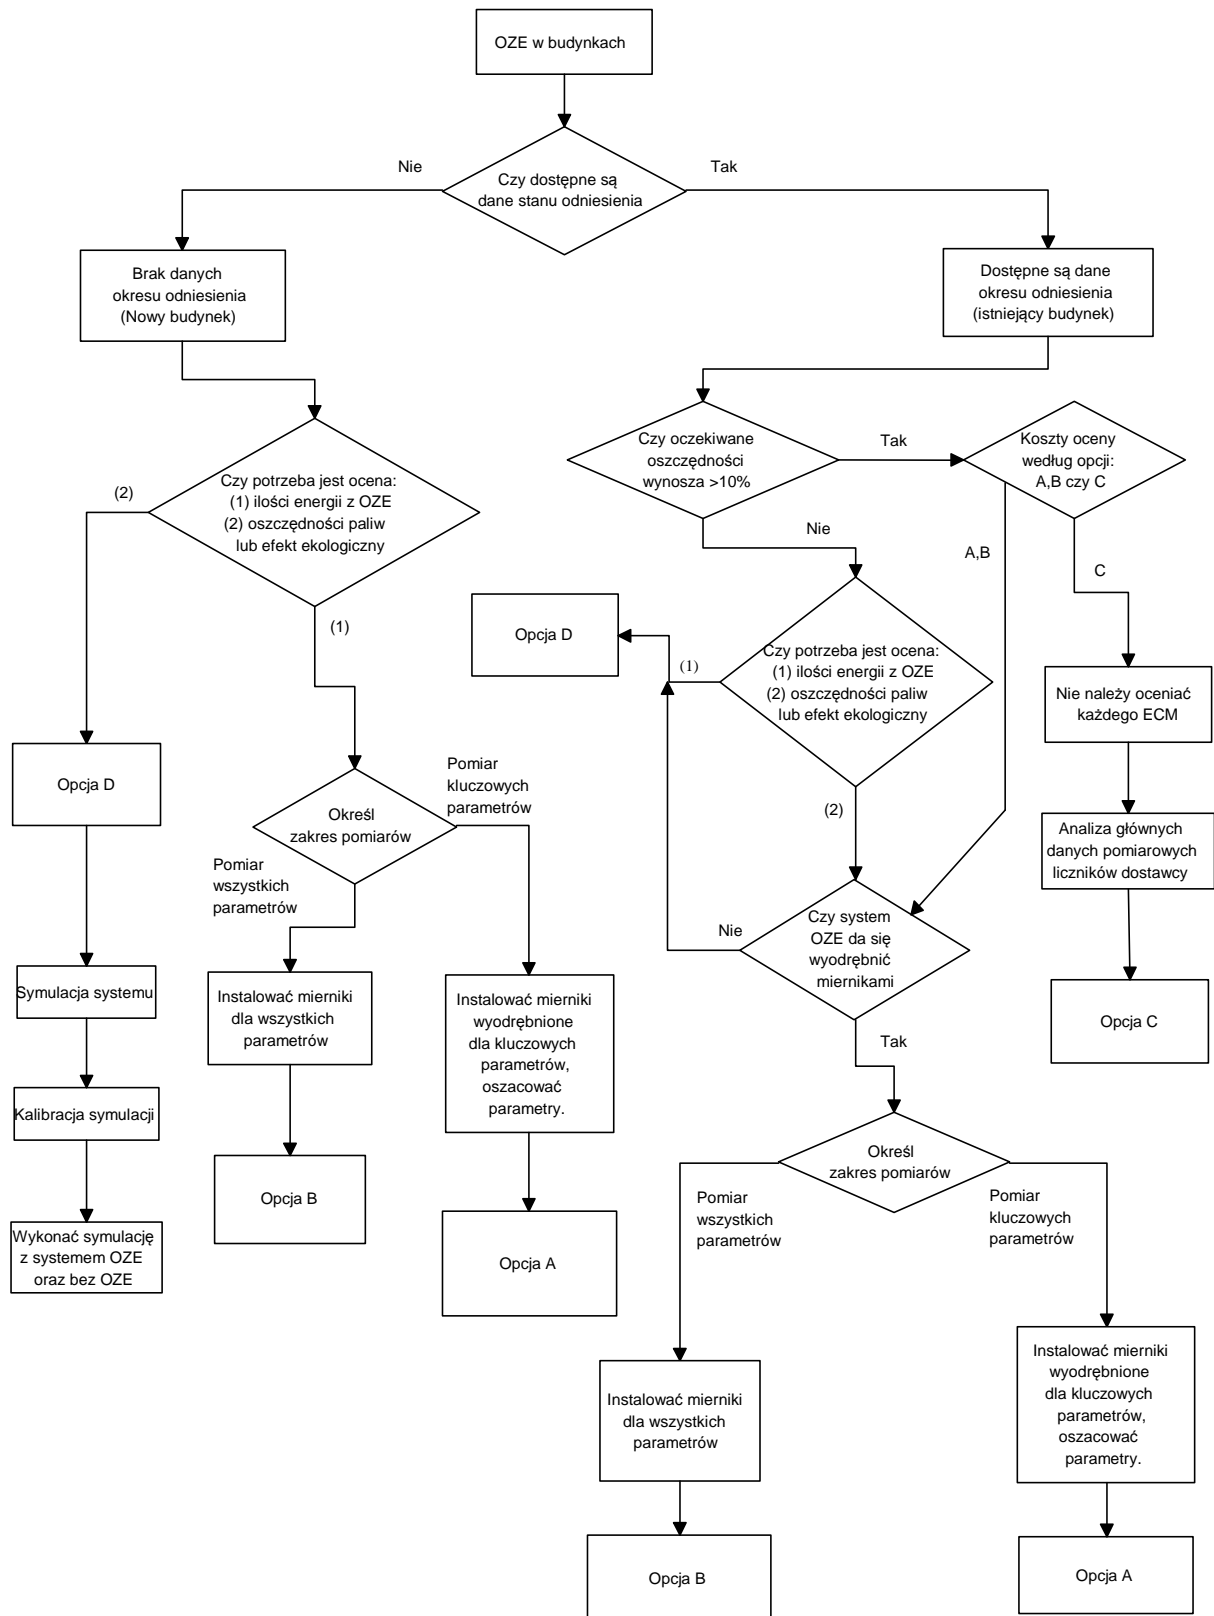 OZE w budynkach
Nie
Tak
Czy dostępne są
dane stanu odniesienia
Brak danych
okresu odniesienia
(Nowy budynek)
Dostępne są dane
okresu odniesienia
(istniejący budynek)
Czy oczekiwane
oszczędności
wynosza >10%
Tak
Koszty oceny
według opcji:
A,B czy C
(2)
Czy potrzeba jest ocena:
(1) ilości energii z OZE
(2) oszczędności paliw
lub efekt ekologiczny
Nie
A,B
C
(1)
Opcja D
Czy potrzeba jest ocena:
(1) ilości energii z OZE
(2) oszczędności paliw
lub efekt ekologiczny
(1)
Nie należy oceniać
każdego ECM
Opcja D
Pomiar
kluczowych
parametrów
Określ
zakres pomiarów
(2)
Analiza głównych
danych pomiarowych
liczników dostawcy
Pomiar
wszystkich
parametrów
Nie
Czy system
OZE da się
wyodrębnić
miernikami
Symulacja systemu
Instalować mierniki
dla wszystkich
parametrów
Instalować mierniki
wyodrębnione
dla kluczowych
parametrów,
oszacować
parametry.
Opcja C
Tak
Kalibracja symulacji
Określ
zakres pomiarów
Opcja B
Pomiar
wszystkich
parametrów
Pomiar
kluczowych
parametrów
Wykonać symulację
z systemem OZE
oraz bez OZE
Opcja A
Instalować mierniki
dla wszystkich
parametrów
Instalować mierniki
wyodrębnione
dla kluczowych
parametrów,
oszacować
parametry.
Opcja B
Opcja A